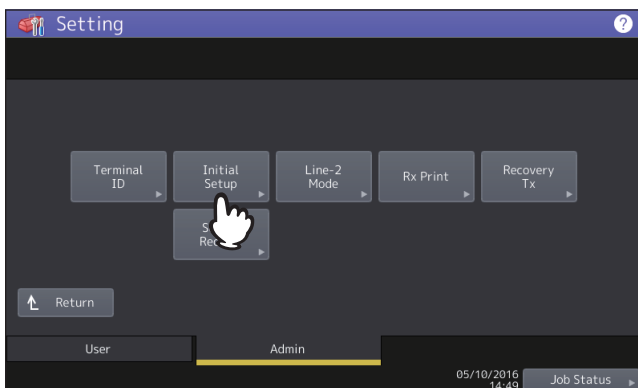 Setting
?
Terminal
ID
Initial
Setup
Line-2
Mode
Rx Print
Recovery
Tx
Return
User
Admin
05/10/2016
14:49
Job Status